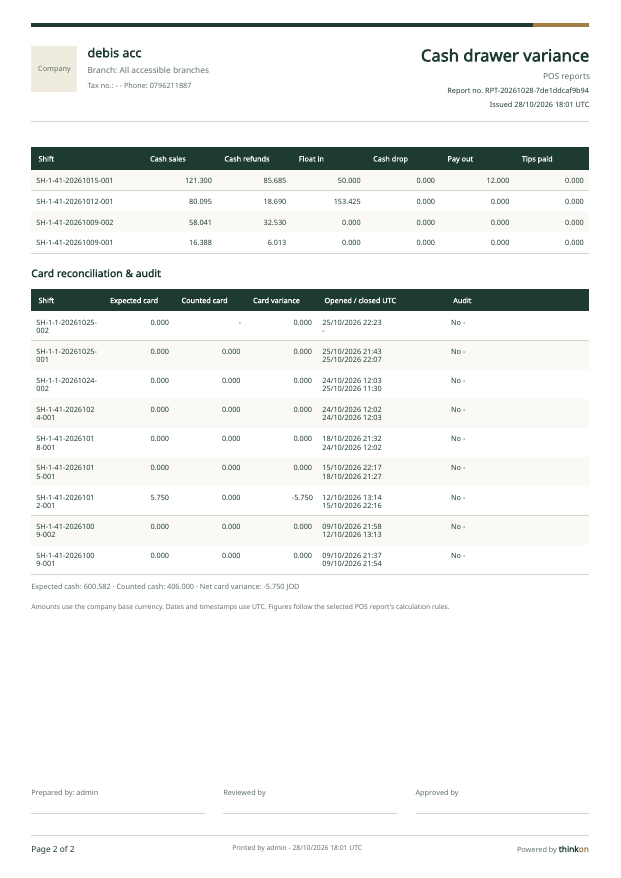 Company
debis acc
Branch: All accessible branches
Tax no.: - - Phone: 0796211887
Cash drawer variance
POS reports
Report no. RPT-20261028-7de1ddcaf9b94
Issued 28/10/2026 18:01 UTC
Shift Cash sales Cash refunds Float in Cash drop Pay out Tips paid
SH-1-41-20261015-001 121.300 85.685 50.000 0.000 12.000 0.000
SH-1-41-20261012-001 80.095 18.690 153.425 0.000 0.000 0.000
SH-1-41-20261009-002 58.041 32.530 0.000 0.000 0.000 0.000
SH-1-41-20261009-001 16.388 6.013 0.000 0.000 0.000 0.000
Card reconciliation & audit
Shift Expected card Counted card Card variance Opened / closed UTC Audit
SH-1-1-20261025- 0.000 - 0.000 25/10/2026 22:23 No -
002 -
SH-1-1-20261025- 0.000 0.000 0.000 25/10/2026 21:43 No -
001 25/10/2026 22:07
SH-1-1-20261024- 0.000 0.000 0.000 24/10/2026 12:03 No -
002 25/10/2026 11:30
SH-1-41-2026102 0.000 0.000 0.000 24/10/2026 12:02 No -
4-001 24/10/2026 12:03
SH-1-41-2026101 0.000 0.000 0.000 18/10/2026 21:32 No -
8-001 24/10/2026 12:02
SH-1-41-2026101 0.000 0.000 0.000 15/10/2026 22:17 No -
5-001 18/10/2026 21:27
SH-1-41-2026101 5.750 0.000 -5.750 12/10/2026 13:14 No -
2-001 15/10/2026 22:16
SH-1-41-2026100 0.000 0.000 0.000 09/10/2026 21:58 No -
9-002 12/10/2026 13:13
SH-1-41-2026100 0.000 0.000 0.000 09/10/2026 21:37 No -
9-001 09/10/2026 21:54
Expected cash: 600.582 · Counted cash: 406.000 · Net card variance: -5.750 JOD
Amounts use the company base currency. Dates and timestamps use UTC. Figures follow the selected POS report's calculation rules.
Prepared by: admin Reviewed by Approved by
Page 2 of 2 Printed by admin - 28/10/2026 18:01 UTC Powered by thinkon